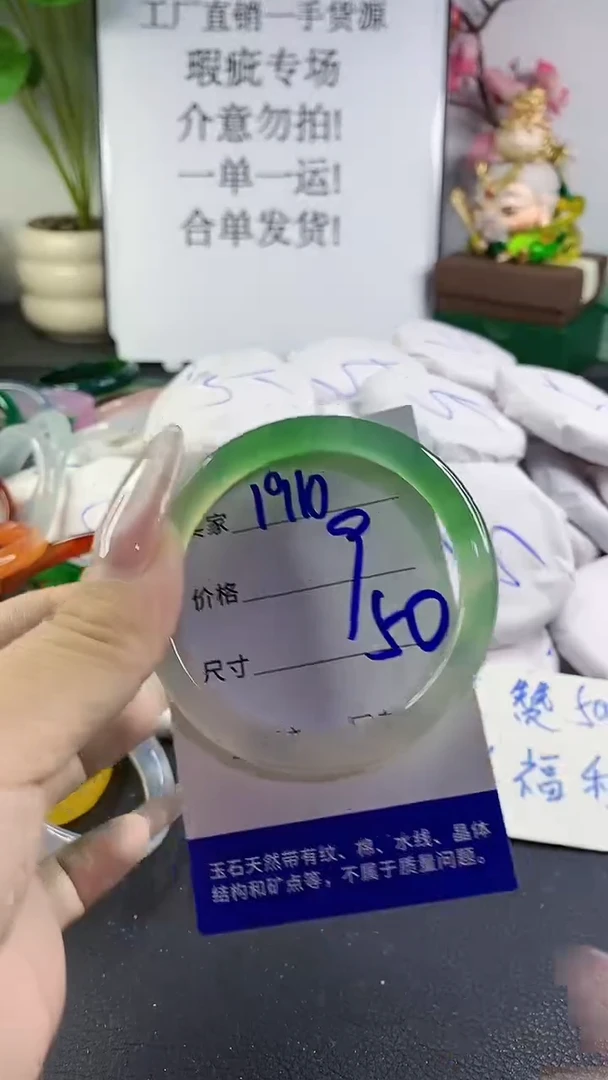 工厂直销一手货源
瑕疵专场
介意勿拍!
一单一运!
合单发货!
家 1910
价格 9
50
尺寸
50
福利
玉石天然带有纹、棉、水线、晶体
结构和矿点等，不属于质量问题。